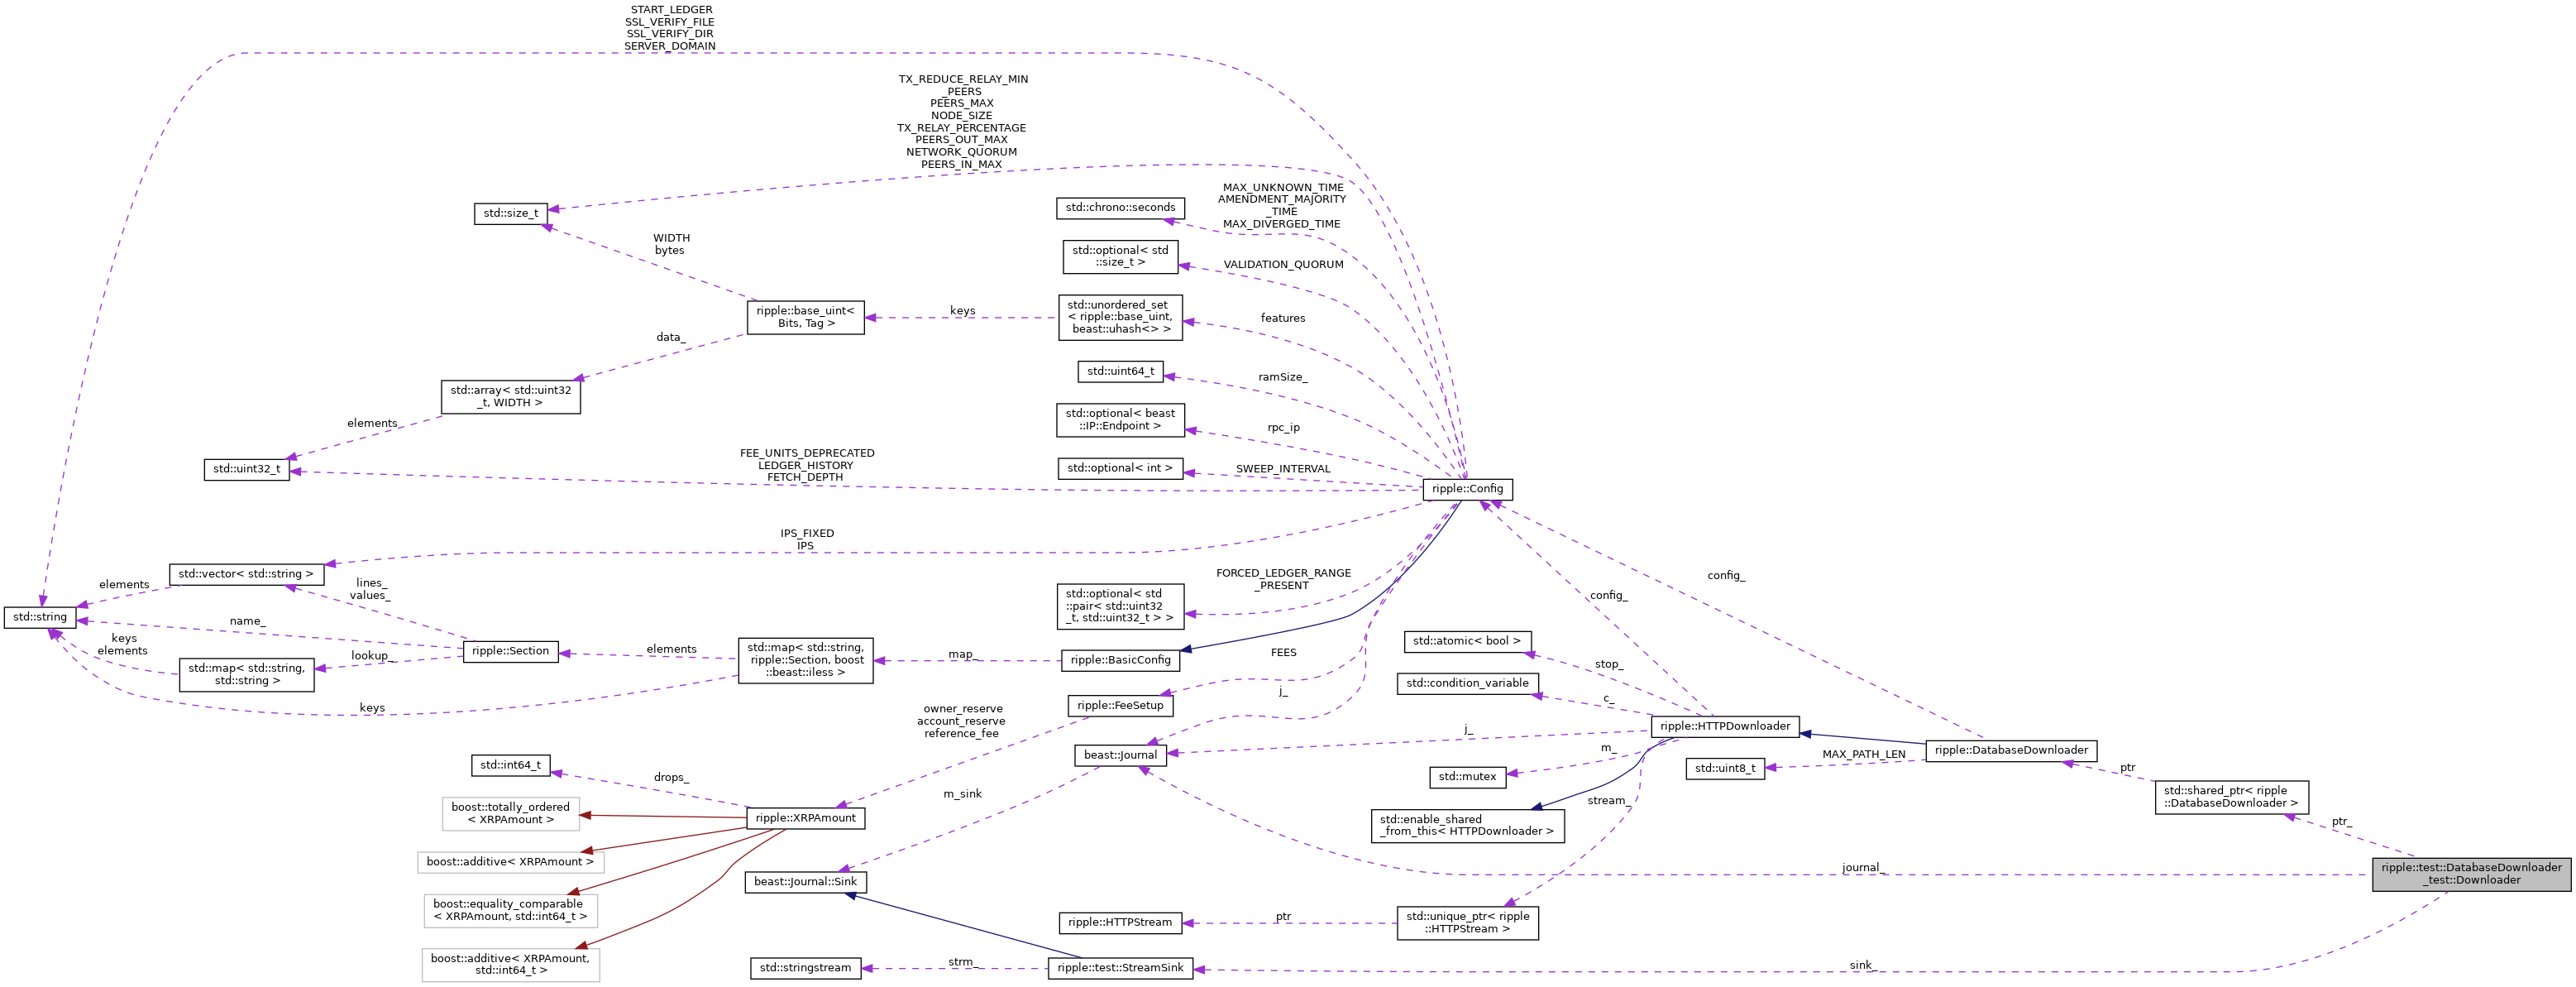 START_LEDGER
SSL_VERIFY_FILE
SSL_VERIFY_DIR
SERVER_DOMAIN
TX_REDUCE_RELAY_MIN
_PEERS
PEERS_MAX
NODE_SIZE
TX_RELAY_PERCENTAGE
PEERS_OUT_MAX
NETWORK_QUORUM
PEERS_IN_MAX
MAX_UNKNOWN_TIME
AMENDMENT_MAJORITY
_TIME
MAX_DIVERGED_TIME
std::chrono::seconds
std::size_t
WIDTH
bytes
std::optional< std
::size_t >
VALIDATION_QUORUM
ripple::base_uint<
Bits, Tag >
keys
std::unordered_set
< ripple::base_uint,
beast::uhash<> >
features
data_
std::uint64_t
ramSize_
std::array< std::uint32
_t, WIDTH >
elements
std::optional< beast
::IP::Endpoint >
rpc_ip
std::uint32_t
FEE_UNITS_DEPRECATED
LEDGER_HISTORY
FETCH_DEPTH
std::optional< int >
SWEEP_INTERVAL
ripple::Config
IPS_FIXED
IPS
std::vector< std::string >
elements
lines_
values_
std::string
name_
keys
elements
std::map< std::string,
std::string >
lookup_
ripple::Section
elements
keys
std::map< std::string,
ripple::Section, boost
::beast::iless >
map_
ripple::BasicConfig
std::optional< std
::pair< std::uint32
_t, std::uint32_t > >
FORCED_LEDGER_RANGE
_PRESENT
FEES
j_
ripple::FeeSetup
owner_reserve
account_reserve
reference_fee
beast::Journal
m_sink
std::int64_t
drops_
boost::totally_ordered
< XRPAmount >
ripple::XRPAmount
boost::additive< XRPAmount >
boost::equality_comparable
< XRPAmount, std::int64_t >
boost::additive< XRPAmount,
std::int64_t >
beast::Journal::Sink
std::stringstream
strm_
ripple::test::StreamSink
ripple::HTTPStream
ptr
std::unique_ptr< ripple
::HTTPStream >
config_
config_
std::atomic< bool >
stop_
std::condition_variable
c_
j_
m_
std::mutex
stream_
std::enable_shared
_from_this< HTTPDownloader >
ripple::HTTPDownloader
std::uint8_t
MAX_PATH_LEN
ripple::DatabaseDownloader
ptr
std::shared_ptr< ripple
::DatabaseDownloader >
ptr_
journal_
sink_
ripple::test::DatabaseDownloader
_test::Downloader